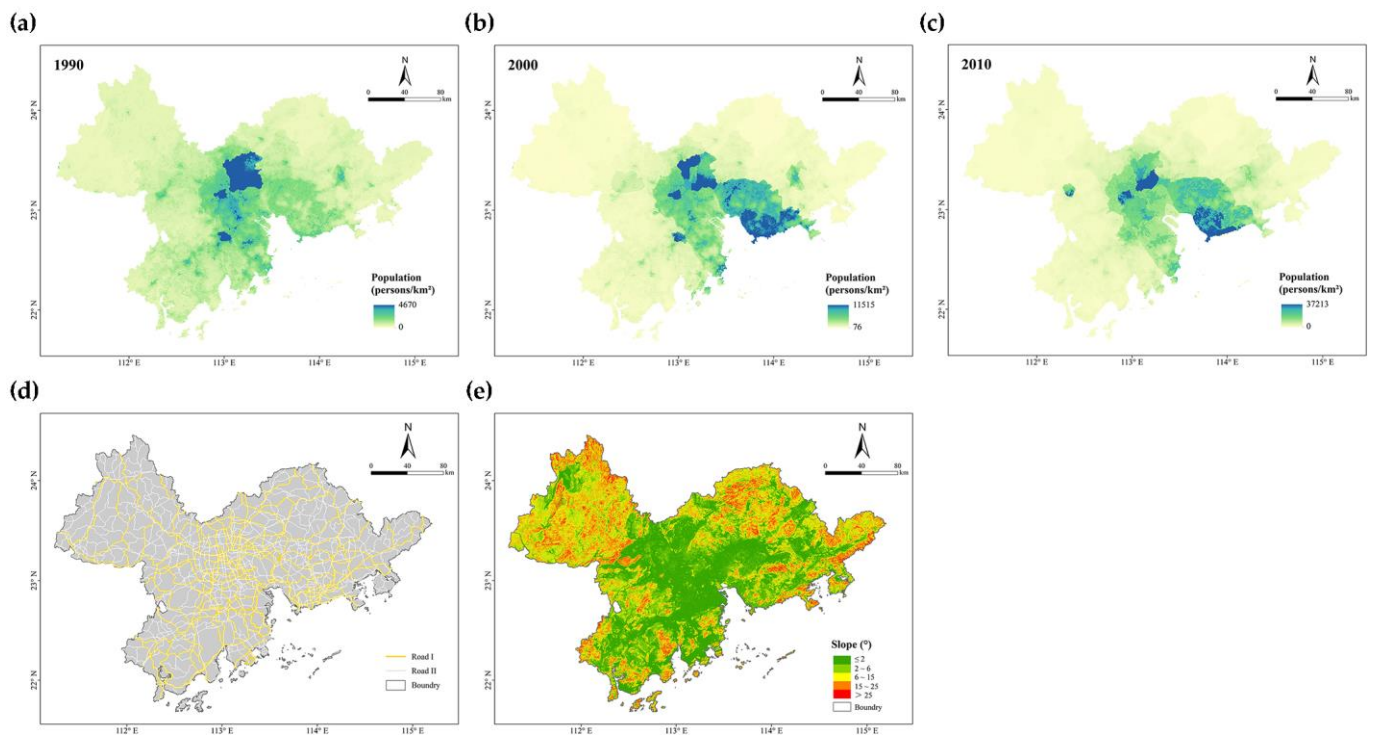 (a)
1990
N
0 40 80
km
24° N
23° N
22° N
Population
(persons/km²)
4670
0
112° E 113° E 114° E 115° E
(b)
2000
N
0 40 80
km
24° N
23° N
22° N
Population
(persons/km²)
11515
76
112° E 113° E 114° E 115° E
(c)
2010
N
0 40 80
km
24° N
23° N
22° N
Population
(persons/km²)
37213
0
112° E 113° E 114° E 115° E
(d)
N
0 40 80
km
24° N
23° N
22° N
Road I
Road II
Boundry
112° E 113° E 114° E 115° E
(e)
N
0 40 80
km
24° N
23° N
22° N
Slope (°)
≤ 2
2 ~ 6
6 ~ 15
15 ~ 25
> 25
Boundry
112° E 113° E 114° E 115° E